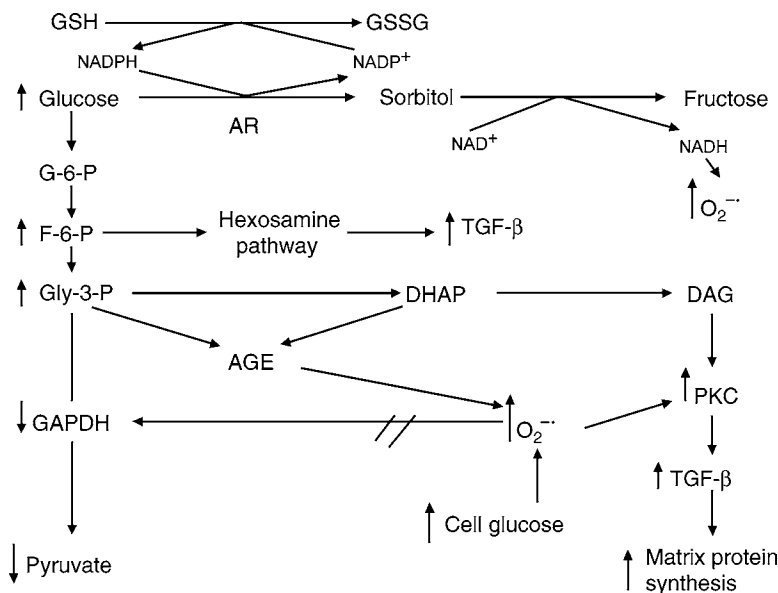 GSH GSSG
NADPH NADP+
↑ Glucose Sorbitol Fructose
AR
NAD+ NADH
G-6-P
↑ O2−·
↑ F-6-P Hexosamine pathway ↑ TGF-β
↑ Gly-3-P DHAP DAG
AGE
↑ PKC
↓ GAPDH ↑ O2−·
↑ TGF-β
↑ Cell glucose
↓ Pyruvate ↑ Matrix protein
synthesis